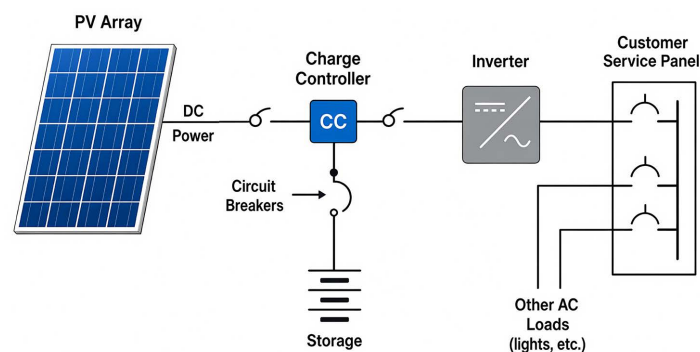 PV Array
DC
Power
Charge
Controller
CC
Inverter
Customer
Service Panel
Circuit
Breakers
Storage
Other AC
Loads
(lights, etc.)